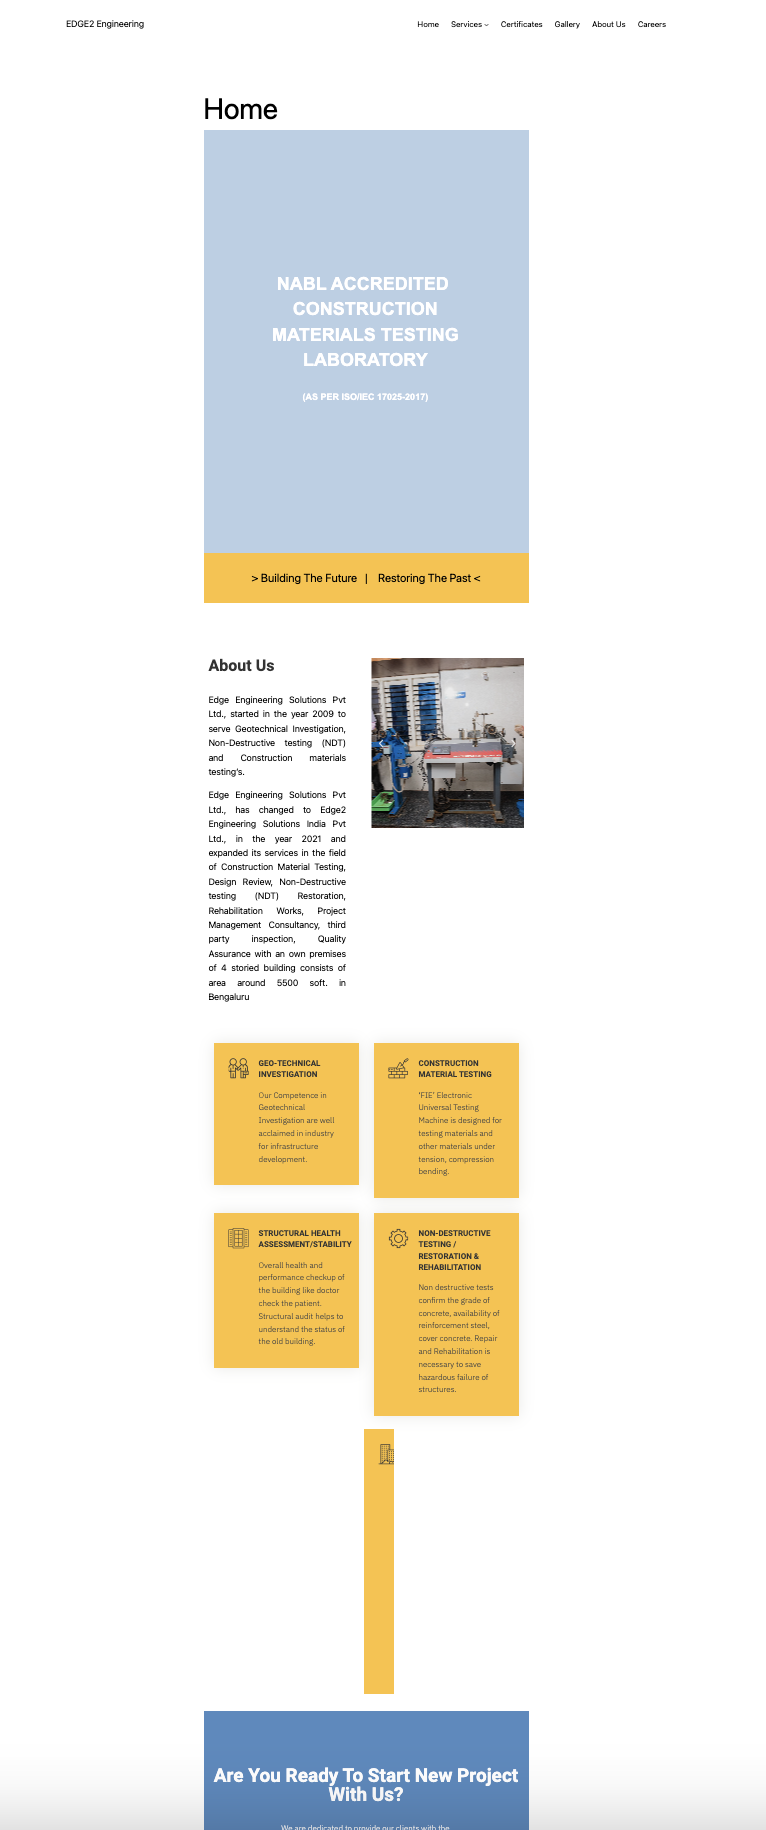 EDGE2 Engineering
Home Services Certificates Gallery About Us Careers
Home
NABL ACCREDITED
CONSTRUCTION
MATERIALS TESTING
LABORATORY
(AS PER ISO/IEC 17025-2017)
> Building The Future | Restoring The Past <
About Us
Edge Engineering Solutions Pvt
Ltd., started in the year 2009 to
serve Geotechnical Investigation,
Non-Destructive testing (NDT)
and Construction materials
testing's.
Edge Engineering Solutions Pvt
Ltd., has changed to Edge2
Engineering Solutions India Pvt
Ltd., in the year 2021 and
expanded its services in the field
of Construction Material Testing,
Design Review, Non-Destructive
testing (NDT) Restoration,
Rehabilitation Works, Project
Management Consultancy, third
party inspection, Quality
Assurance with an own premises
of 4 storied building consists of
area around 5500 soft. in
Bengaluru
GEO-TECHNICAL
INVESTIGATION
Our Competence in
Geotechnical
Investigation are well
acclaimed in industry
for infrastructure
development.
CONSTRUCTION
MATERIAL TESTING
'FIE' Electronic
Universal Testing
Machine is designed for
testing materials and
other materials under
tension, compression
bending.
STRUCTURAL HEALTH
ASSESSMENT/STABILITY
Overall health and
performance checkup of
the building like doctor
check the patient.
Structural audit helps to
understand the status of
the old building.
NON-DESTRUCTIVE
TESTING /
RESTORATION &
REHABILITATION
Non destructive tests
confirm the grade of
concrete, availability of
reinforcement steel,
cover concrete. Repair
and Rehabilitation is
necessary to save
hazardous failure of
structures.
Are You Ready To Start New Project
With Us?
We are dedicated to provide our clients with the